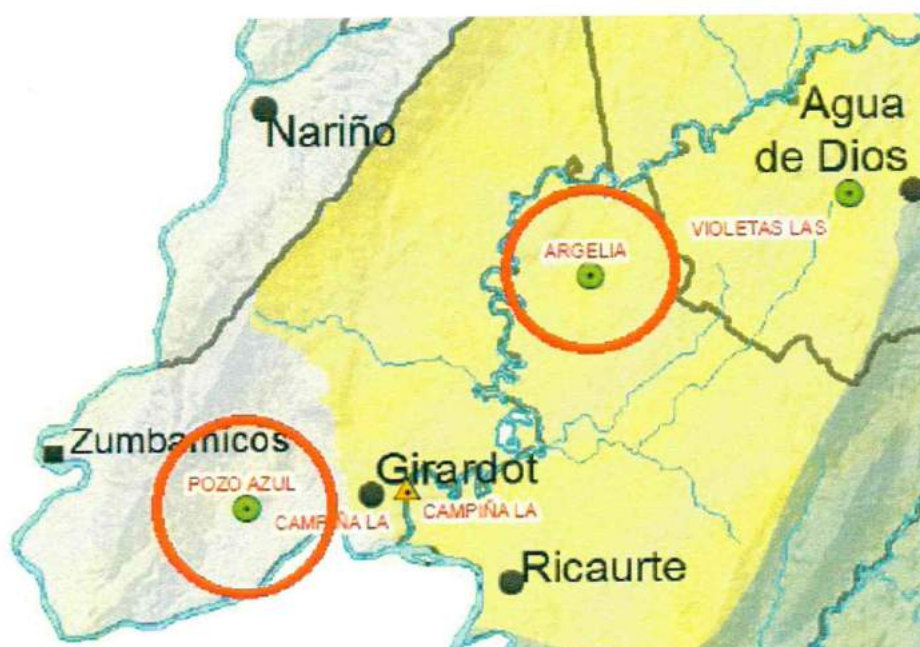 Nariño
Agua
de Dios
VIOLETAS LAS
ARGELIA
Zumbamicos
POZO AZUL
Girardot
CAMPIÑA LA
CAMPIÑA LA
Ricaurte